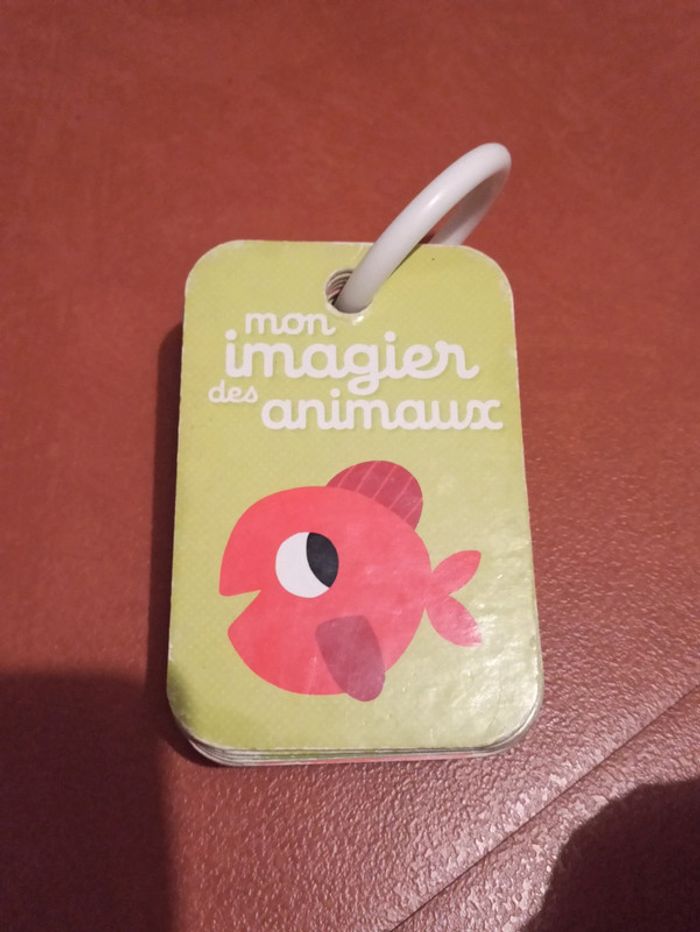 mon
imagier
des animaux